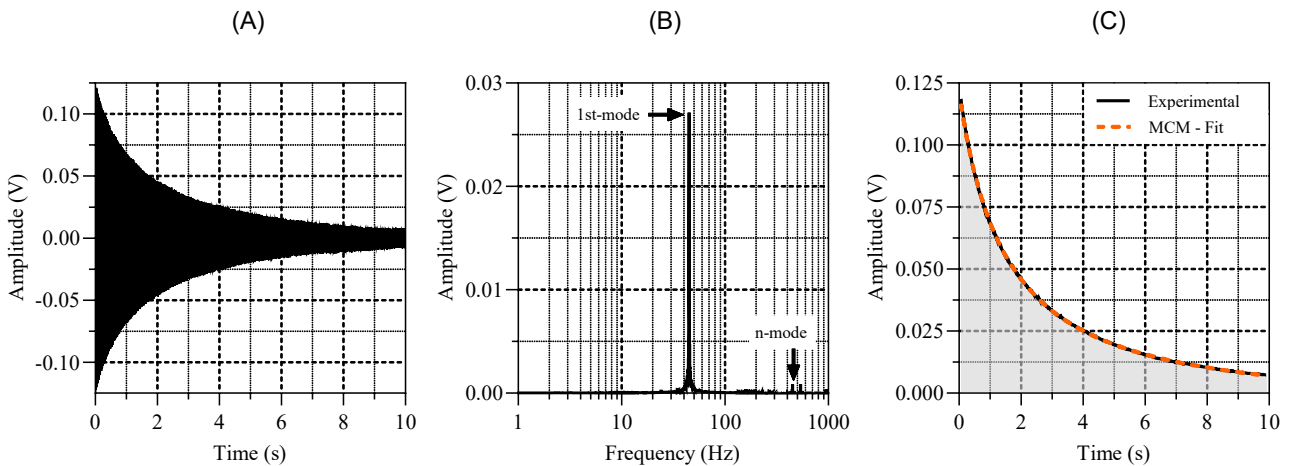 (A)
Amplitude (V)
0.10
0.05
0.00
-0.05
-0.10
0 2 4 6 8 10
Time (s)
(B)
Amplitude (V)
0.03
0.02
0.01
0.00
1st-mode
n-mode
1 10 100 1000
Frequency (Hz)
(C)
Amplitude (V)
0.125
0.100
0.075
0.050
0.025
0.000
Experimental
MCM - Fit
0 2 4 6 8 10
Time (s)